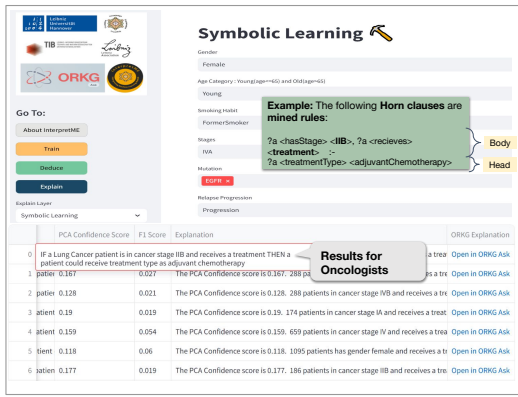 Leibniz
Universität
Hannover
TIB
ORKG
Ask
Symbolic Learning
Gender
Female
Age Category : Young(age<=65) and Old(age>65)
Young
Smoking Habit
FormerSmoker
Stages
IVA
Mutation
EGFR ×
Relapse Progression
Progression
Example: The following Horn clauses are
mined rules:
?a <hasStage> <IIB>, ?a <recieves>
<treatment> :-
?a <treatmentType> <adjuvantChemotherapy>
Body
Head
Go To:
About InterpretME
Train
Deduce
Explain
Explain Layer
Symbolic Learning
PCA Confidence Score F1 Score Explanation ORKG Explanation
0 IF a Lung Cancer patient is in cancer stage IIB and receives a treatment THEN a
patient could receive treatment type as adjuvant chemotherapy
a trea Open in ORKG Ask
Results for
Oncologists
1 patier 0.167 0.027 The PCA Confidence score is 0.167. 288 a treat Open in ORKG Ask
2 patier 0.128 0.021 The PCA Confidence score is 0.128. 288 patients in cancer stage IVB and receives a tre Open in ORKG Ask
3 patient 0.19 0.019 The PCA Confidence score is 0.19. 174 patients in cancer stage IA and receives a treat Open in ORKG Ask
4 patien 0.159 0.054 The PCA Confidence score is 0.159. 659 patients in cancer stage IV and receives a trea Open in ORKG Ask
5 atient 0.118 0.06 The PCA Confidence score is 0.118. 1095 patients has gender female and receives a tr Open in ORKG Ask
6 patien 0.177 0.019 The PCA Confidence score is 0.177. 186 patients in cancer stage IIB and receives a tre Open in ORKG Ask